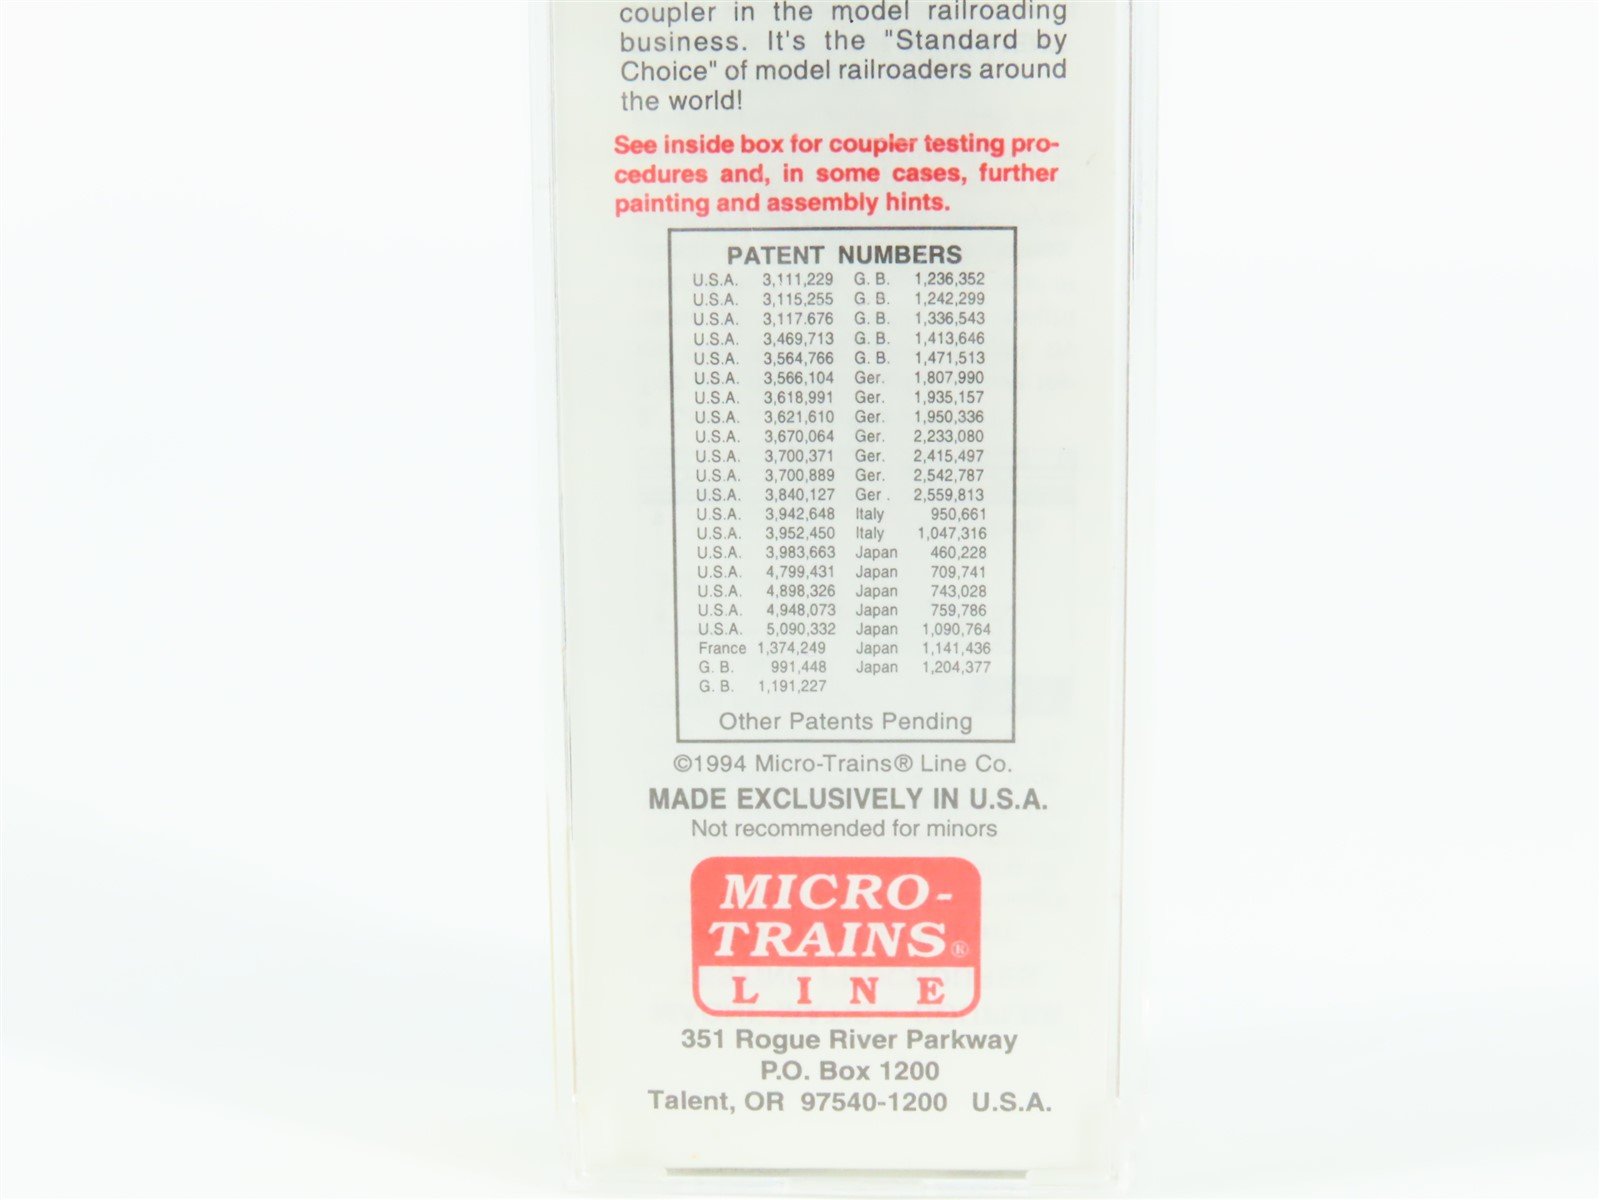 coupler in the model railroading
business. It's the "Standard by
Choice" of model railroaders around
the world!
See inside box for coupler testing pro-
cedures and, in some cases, further
painting and assembly hints.
PATENT NUMBERS
U.S.A. 3,111,229 G. B. 1,236,352
U.S.A. 3,115,255 G. B. 1,242,299
U.S.A. 3,117.676 G. B. 1,336,543
U.S.A. 3,469,713 G. B. 1,413,646
U.S.A. 3,564,766 G. B. 1,471,513
U.S.A. 3,566,104 Ger. 1,807,990
U.S.A. 3,618,991 Ger. 1,935,157
U.S.A. 3,621,610 Ger. 1,950,336
U.S.A. 3,670,064 Ger. 2,233,080
U.S.A. 3,700,371 Ger. 2,415,497
U.S.A. 3,700,889 Ger. 2,542,787
U.S.A. 3,840,127 Ger . 2,559,813
U.S.A. 3,942,648 Italy 950,661
U.S.A. 3,952,450 Italy 1,047,316
U.S.A. 3,983,663 Japan 460,228
U.S.A. 4,799,431 Japan 709,741
U.S.A. 4,898,326 Japan 743,028
U.S.A. 4,948,073 Japan 759,786
U.S.A. 5,090,332 Japan 1,090,764
France 1,374,249 Japan 1,141,436
G. B. 991,448 Japan 1,204,377
G. B. 1,191,227
Other Patents Pending
©1994 Micro-Trains® Line Co.
MADE EXCLUSIVELY IN U.S.A.
Not recommended for minors
MICRO-
TRAINS®
LINE
351 Rogue River Parkway
P.O. Box 1200
Talent, OR 97540-1200 U.S.A.